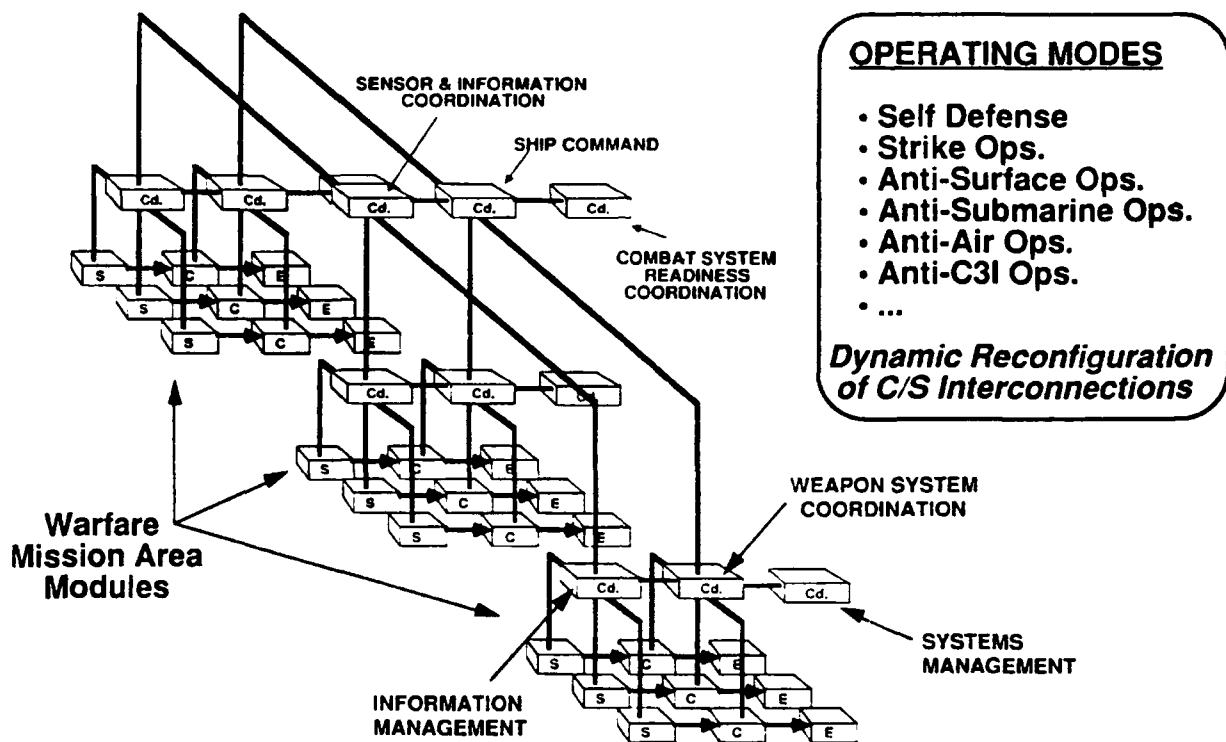 SENSOR & INFORMATION
COORDINATION
SHIP COMMAND
Cd.
Cd.
Cd.
Cd.
Cd.
COMBAT SYSTEM
READINESS
COORDINATION
S
C
E
S
C
E
S
C
E
OPERATING MODES
• Self Defense
• Strike Ops.
• Anti-Surface Ops.
• Anti-Submarine Ops.
• Anti-Air Ops.
• Anti-C3I Ops.
• ...
Dynamic Reconfiguration
of C/S Interconnections
Cd.
Cd.
Cd.
S
C
E
S
C
E
S
C
E
Warfare
Mission Area
Modules
WEAPON SYSTEM
COORDINATION
Cd.
Cd.
Cd.
SYSTEMS
MANAGEMENT
S
C
E
S
C
E
S
C
E
INFORMATION
MANAGEMENT